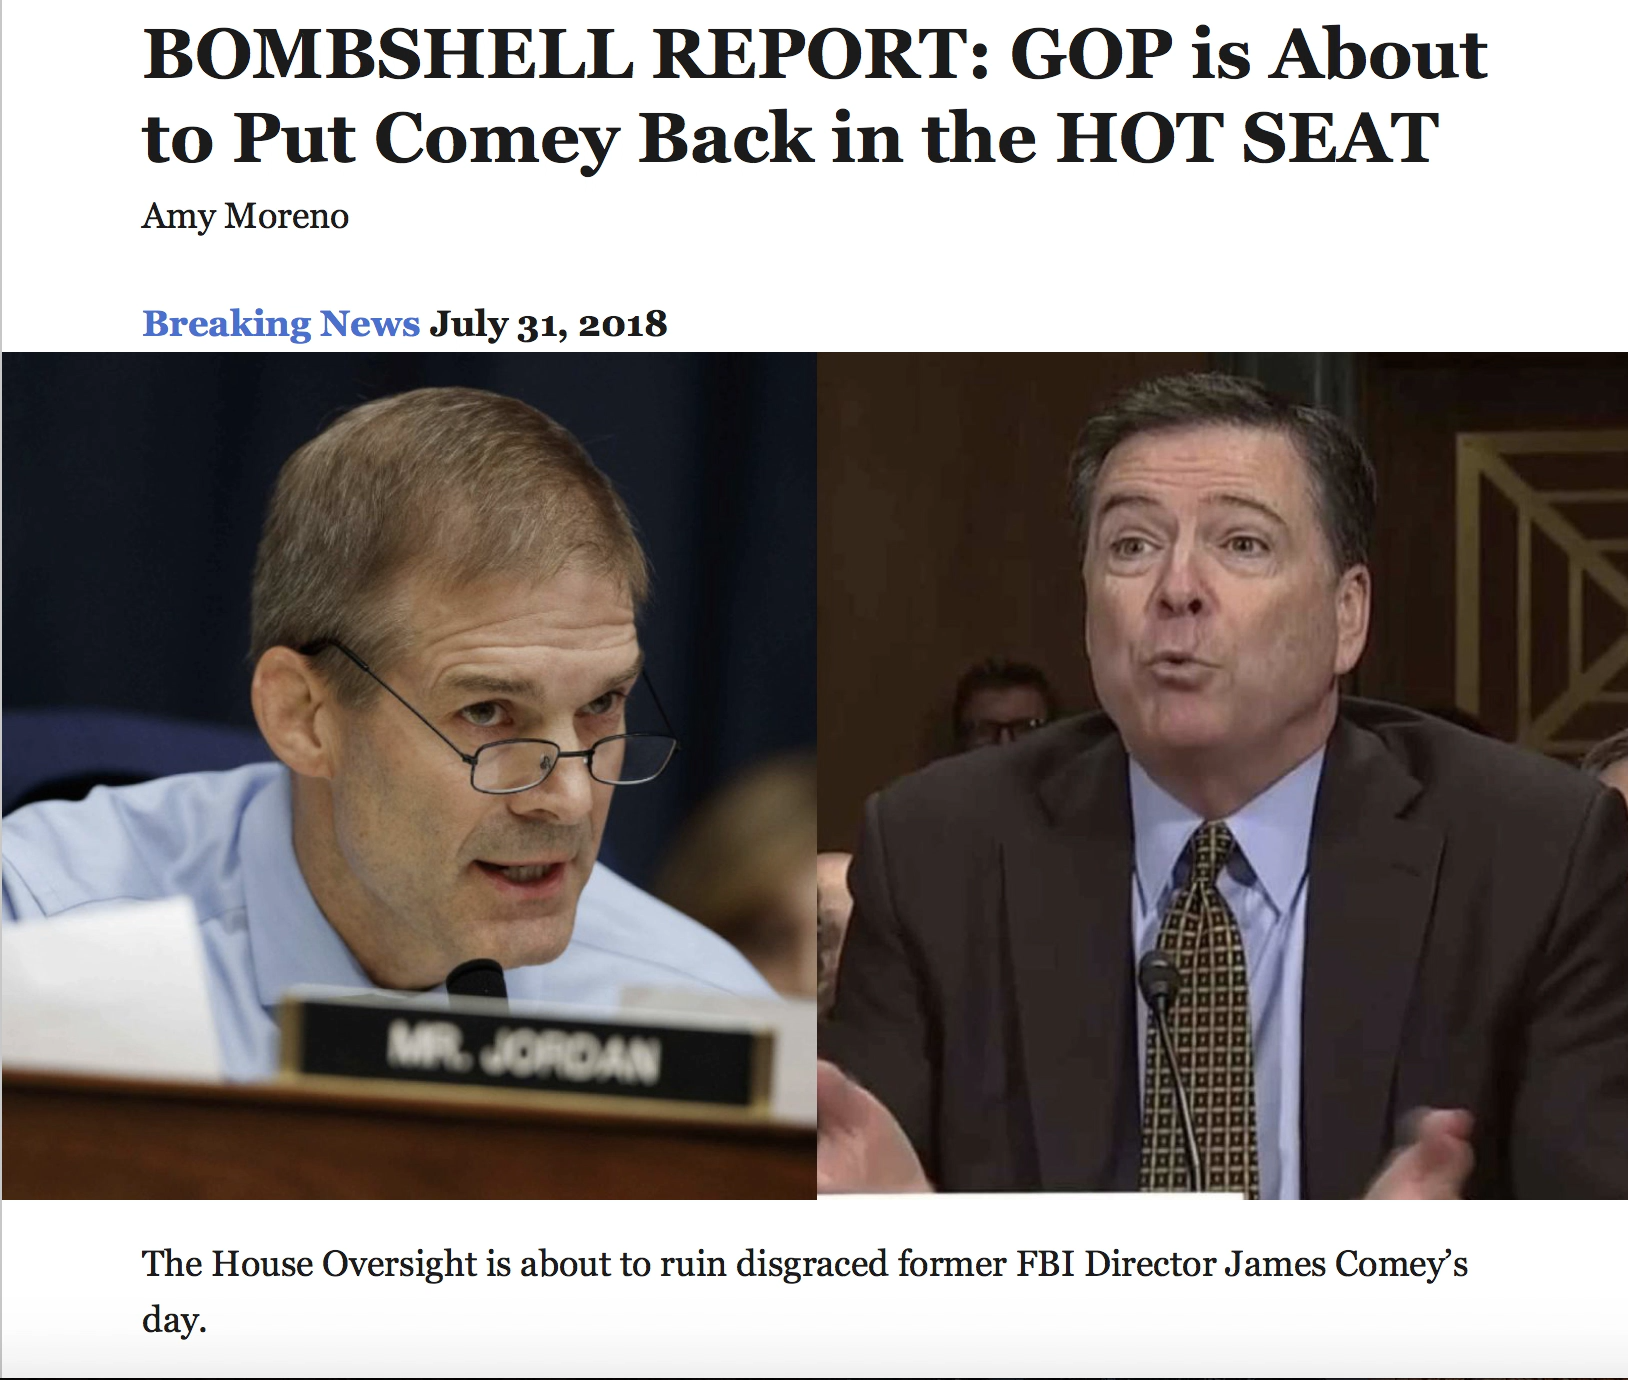 BOMBSHELL REPORT: GOP is About
to Put Comey Back in the HOT SEAT
Amy Moreno
Breaking News July 31, 2018
MR. JORDAN
The House Oversight is about to ruin disgraced former FBI Director James Comey’s
day.